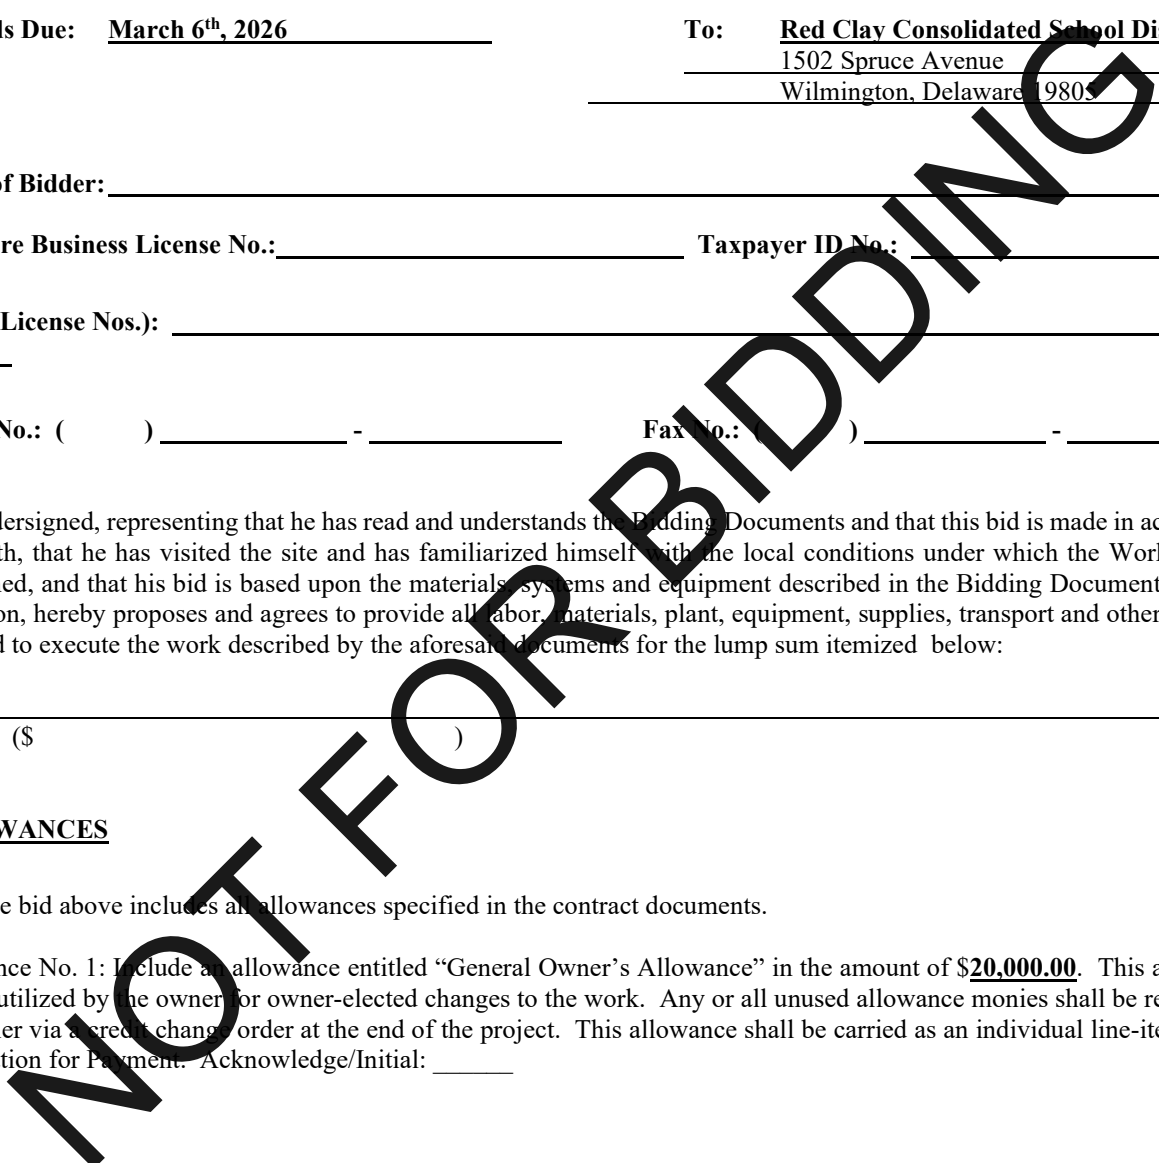 ls Due: March 6th, 2026 To: Red Clay Consolidated School Dis
1502 Spruce Avenue
Wilmington, Delaware 19805
of Bidder:
re Business License No.: Taxpayer ID No.:
License Nos.):
No.: ( ) - Fax No.: ( ) -
dersigned, representing that he has read and understands the Bidding Documents and that this bid is made in ac
th, that he has visited the site and has familiarized himself with the local conditions under which the Work
ned, and that his bid is based upon the materials, systems and equipment described in the Bidding Document
on, hereby proposes and agrees to provide all labor, materials, plant, equipment, supplies, transport and other
d to execute the work described by the aforesaid documents for the lump sum itemized below:
($ )
WANCES
e bid above includes all allowances specified in the contract documents.
nce No. 1: Include an allowance entitled “General Owner’s Allowance” in the amount of $20,000.00. This a
utilized by the owner for owner-elected changes to the work. Any or all unused allowance monies shall be re
er via a credit change order at the end of the project. This allowance shall be carried as an individual line-ite
tion for Payment. Acknowledge/Initial: ______
NOT FOR BIDDING